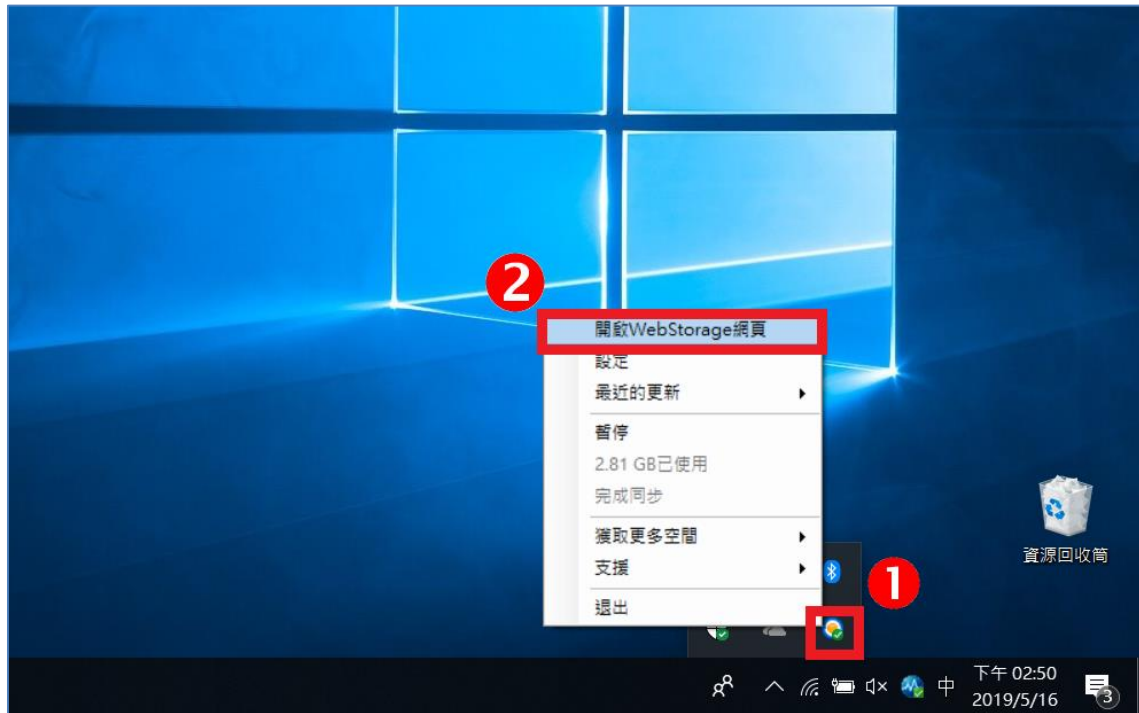 2
開啟WebStorage網頁
設定
最近的更新
暫停
2.81 GB已使用
完成同步
獲取更多空間
支援
退出
資源回收筒
1
中
下午 02:50
2019/5/16
3